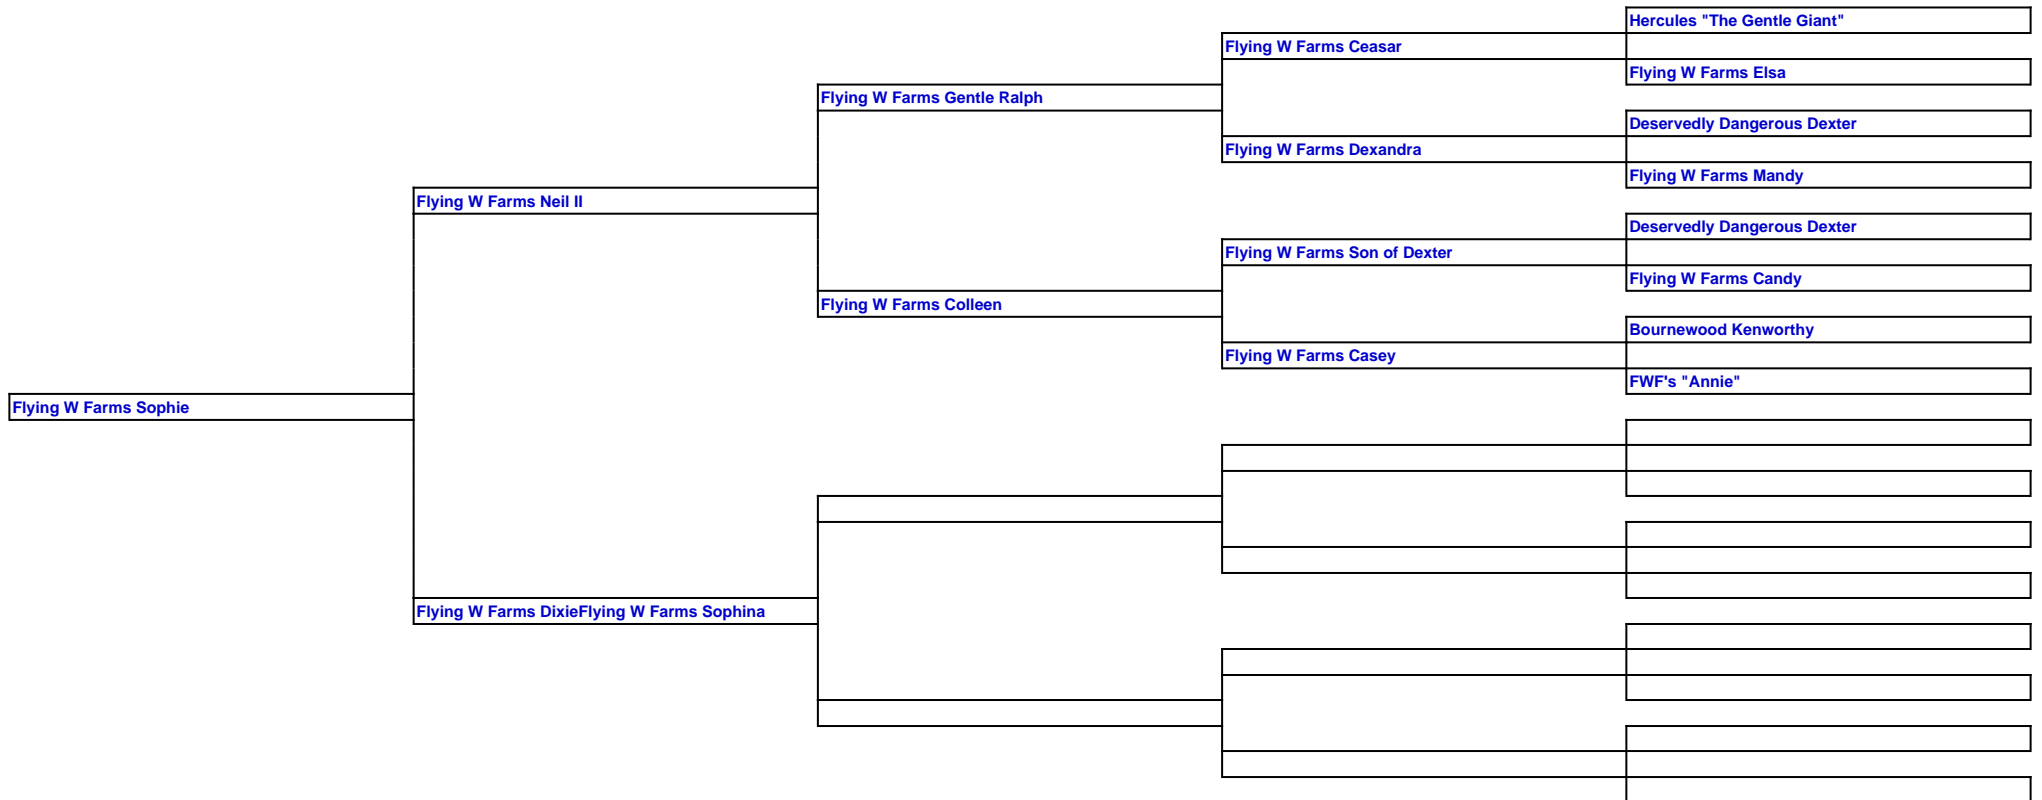 Hercules "The Gentle Giant"
Flying W Farms Ceasar
Flying W Farms Elsa
Flying W Farms Gentle Ralph
Deservedly Dangerous Dexter
Flying W Farms Dexandra
Flying W Farms Mandy
Flying W Farms Neil II
Deservedly Dangerous Dexter
Flying W Farms Son of Dexter
Flying W Farms Candy
Flying W Farms Colleen
Bournewood Kenworthy
Flying W Farms Casey
FWF's "Annie"
Flying W Farms Sophie
Flying W Farms DixieFlying W Farms Sophina